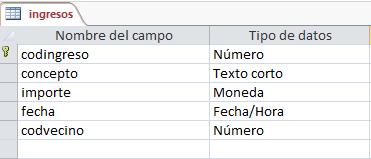 ingresos
Nombre del campo Tipo de datos
codingreso Número
concepto Texto corto
importe Moneda
fecha Fecha/Hora
codvecino Número